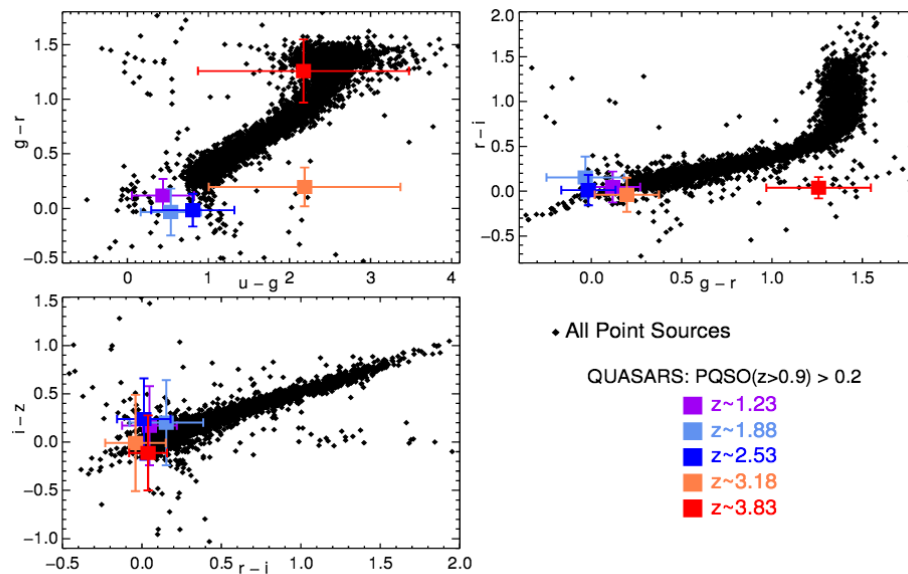 1.5
1.0
0.5
0.0
−0.5
g − r
0
1
2
3
4
u − g
2.0
1.5
1.0
0.5
0.0
−0.5
−1
r − i
0.0
0.5
1.0
1.5
g − r
1.5
1.0
0.5
0.0
−0.5
−1.0
i − z
−0.5
0.0
0.5
1.0
1.5
2.0
r − i
All Point Sources
QUASARS: PQSO(z>0.9) > 0.2
z~1.23
z~1.88
z~2.53
z~3.18
z~3.83